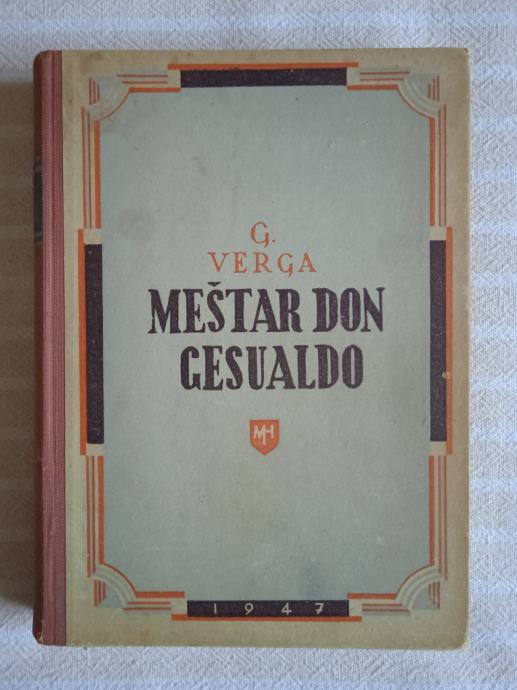 G.
VERGA
MEŠTAR DON
GESUALDO
MH
1947